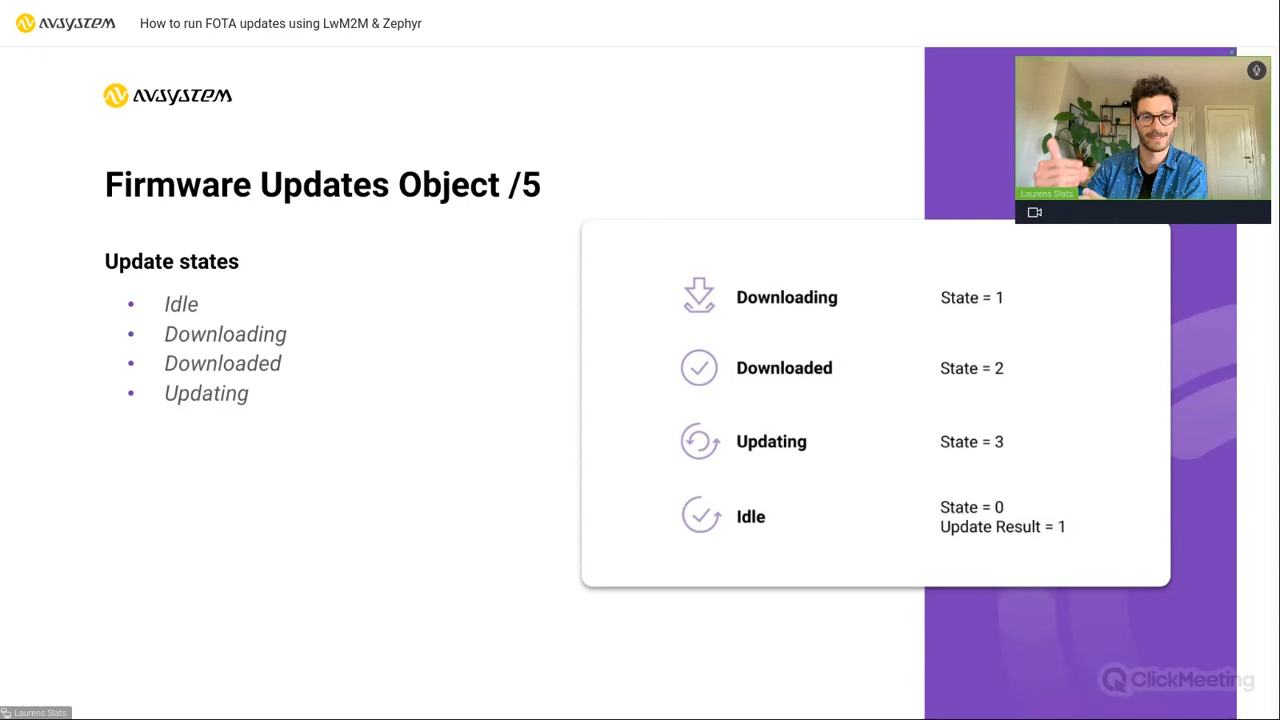 AVSYSTEM
How to run FOTA updates using LwM2M & Zephyr
AVSYSTEM
Firmware Updates Object /5
Update states
• Idle
• Downloading
• Downloaded
• Updating
Downloading State = 1
Downloaded State = 2
Updating State = 3
Idle State = 0
Update Result = 1
Laurens Slats
ClickMeeting
Laurens Slats